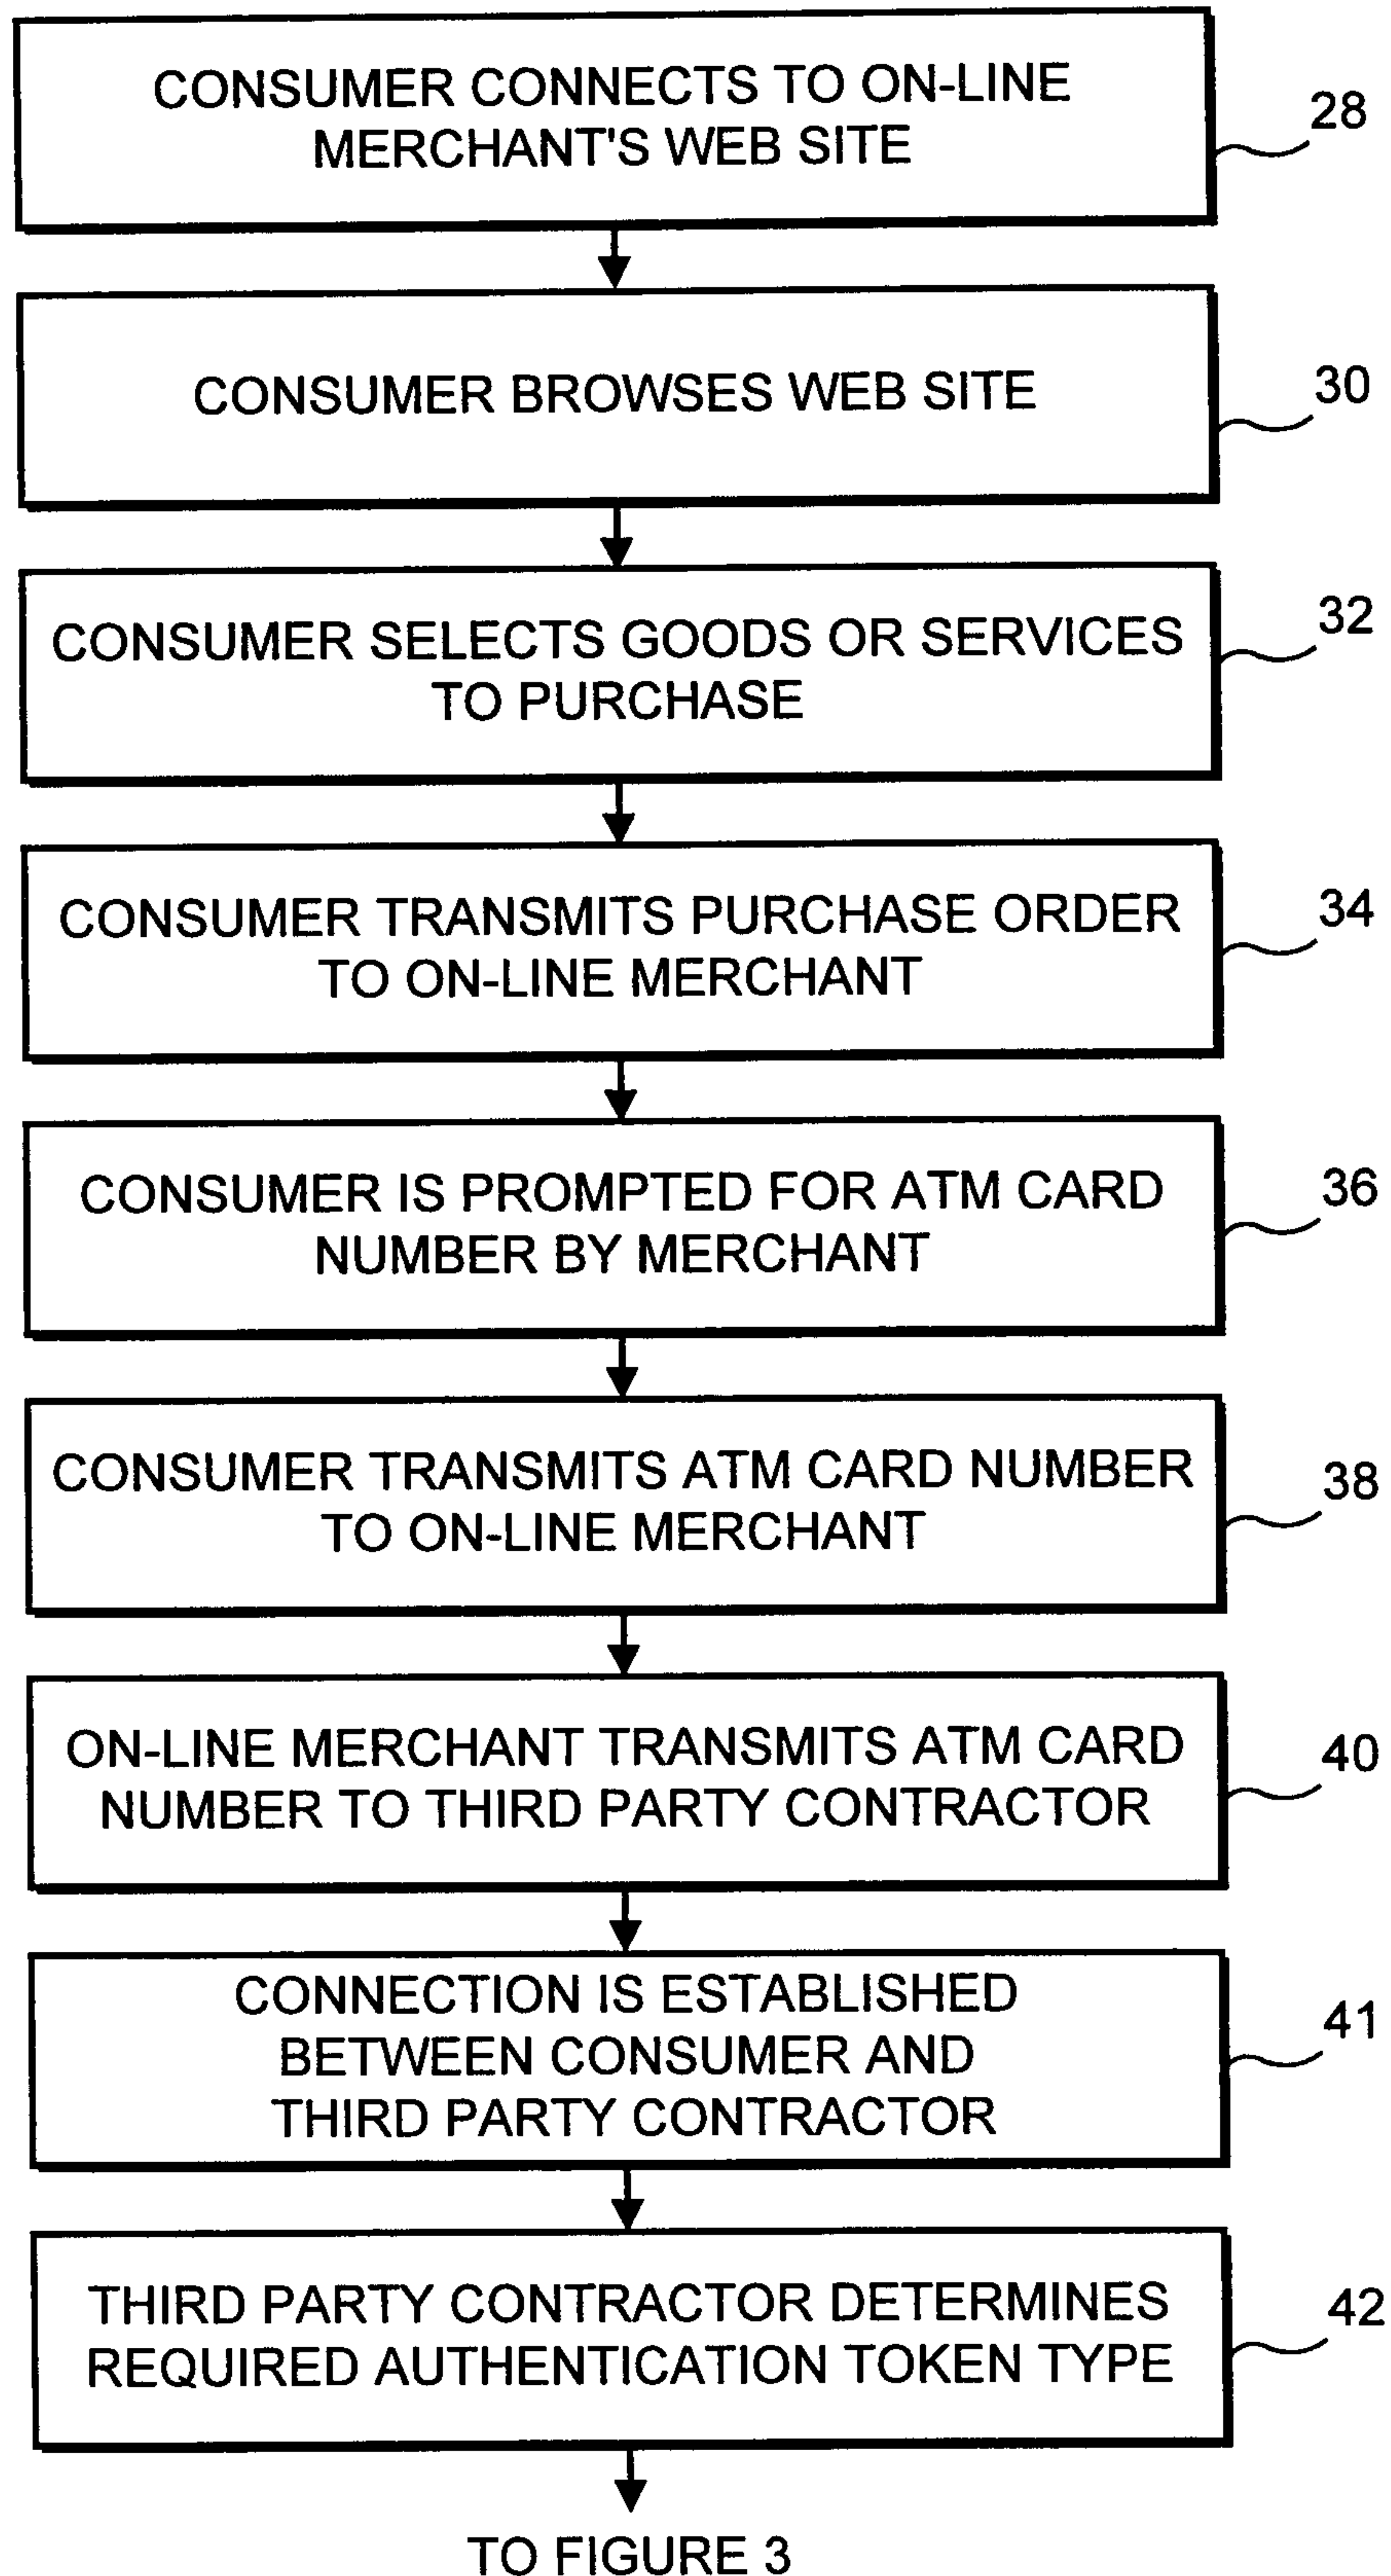 CONSUMER CONNECTS TO ON-LINE
MERCHANT'S WEB SITE
28
CONSUMER BROWSES WEB SITE
30
CONSUMER SELECTS GOODS OR SERVICES
TO PURCHASE
32
CONSUMER TRANSMITS PURCHASE ORDER
TO ON-LINE MERCHANT
34
CONSUMER IS PROMPTED FOR ATM CARD
NUMBER BY MERCHANT
36
CONSUMER TRANSMITS ATM CARD NUMBER
TO ON-LINE MERCHANT
38
ON-LINE MERCHANT TRANSMITS ATM CARD
NUMBER TO THIRD PARTY CONTRACTOR
40
CONNECTION IS ESTABLISHED
BETWEEN CONSUMER AND
THIRD PARTY CONTRACTOR
41
THIRD PARTY CONTRACTOR DETERMINES
REQUIRED AUTHENTICATION TOKEN TYPE
42
TO FIGURE 3